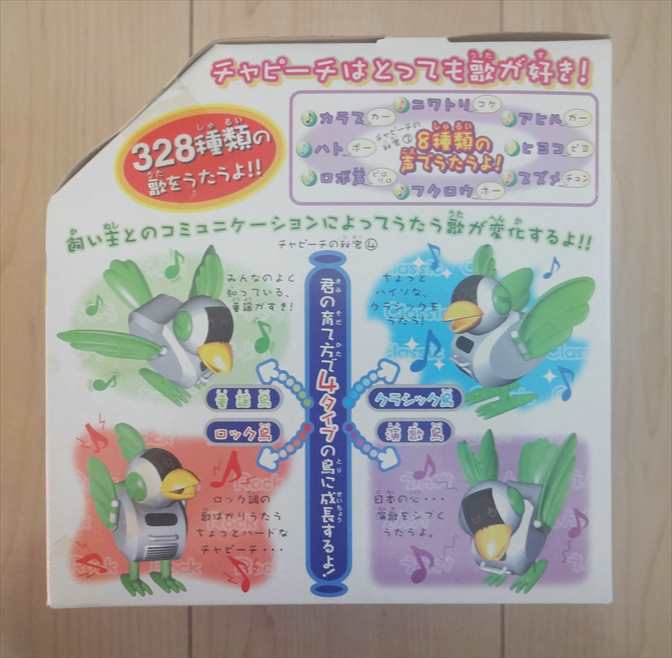 チャピーチはとっても歌が好き!
328種類の
歌をうたうよ!!
カラス カー
ニワトリ コケ
アヒル ガー
ハト ポー
チャピーチの
秘密③
8種類の
声でうたうよ!
ヒヨコ ピヨ
ロボ ピロリロ
フクロウ ホー
スズメ チュン
飼い主とのコミュニケーションによってうたう歌が変化するよ!!
チャピーチの秘密④
みんなのよく
知っている、
童謡がすき!
ちょっと
ハイソな、
クラシックを
うたう!
Classic
君の育て方で4タイプの鳥に成長するよ!
童謡鳥
クラシック鳥
ロック鳥
演歌鳥
ロック調の
歌ばかりうたう
ちょっとハードな
チャピーチ・・・
Rock
日本の心・・・
演歌をシブく
うたうよ。